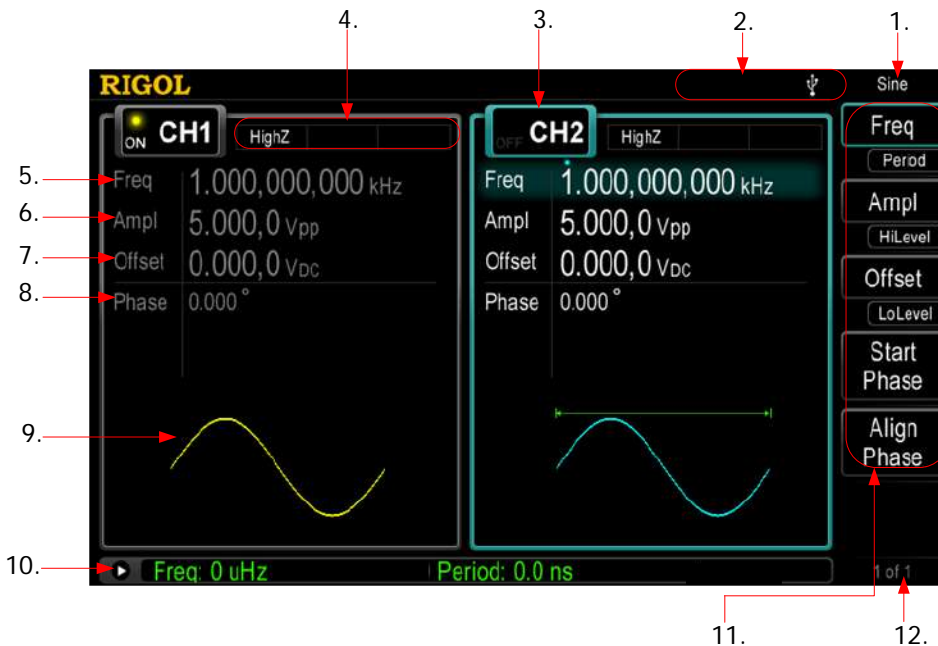 4. 3. 2. 1.
RIGOL Sine
ON CH1 HighZ
OFF CH2 HighZ
5. Freq 1.000,000,000 kHz
6. Ampl 5.000,0 Vpp
7. Offset 0.000,0 VDC
8. Phase 0.000°
Freq 1.000,000,000 kHz
Ampl 5.000,0 Vpp
Offset 0.000,0 VDC
Phase 0.000°
9.
Freq
Perod
Ampl
HiLevel
Offset
LoLevel
Start
Phase
Align
Phase
10. Freq: 0 uHz Period: 0.0 ns
1 of 1
11. 12.